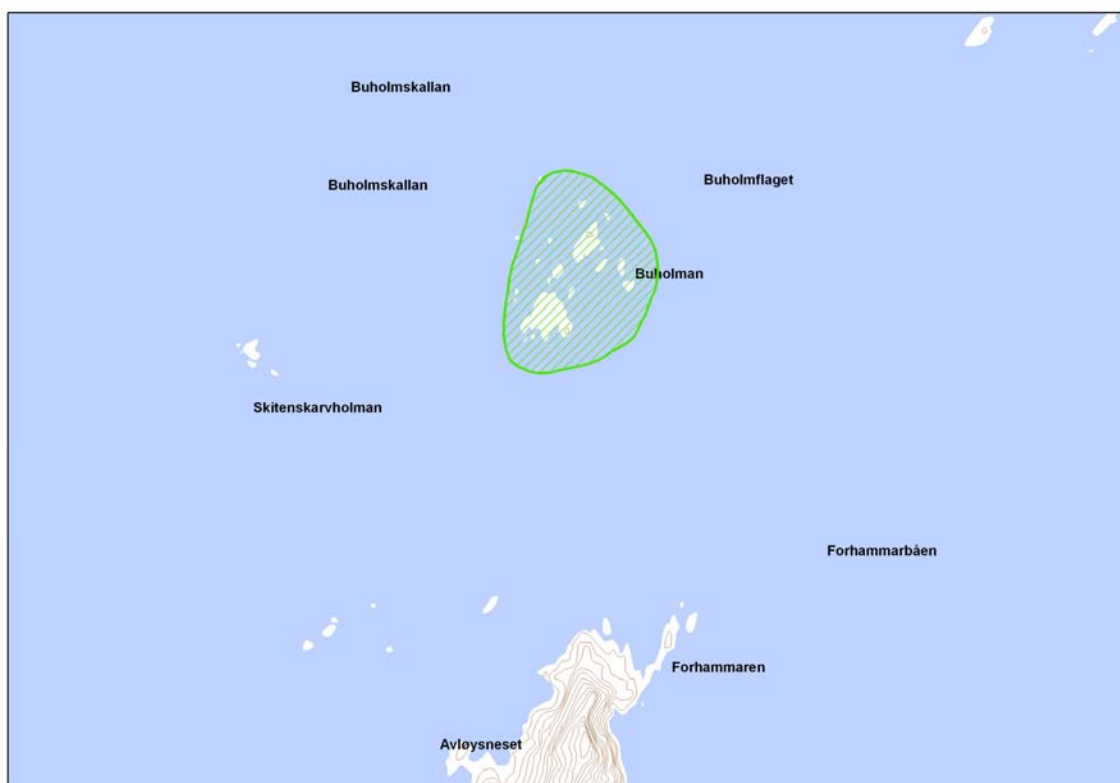 Buholmskallan
Buholmskallan
Buholmflaget
Buholman
Skitenskarvholman
Forhammarbåen
Forhammaren
Avløysneset